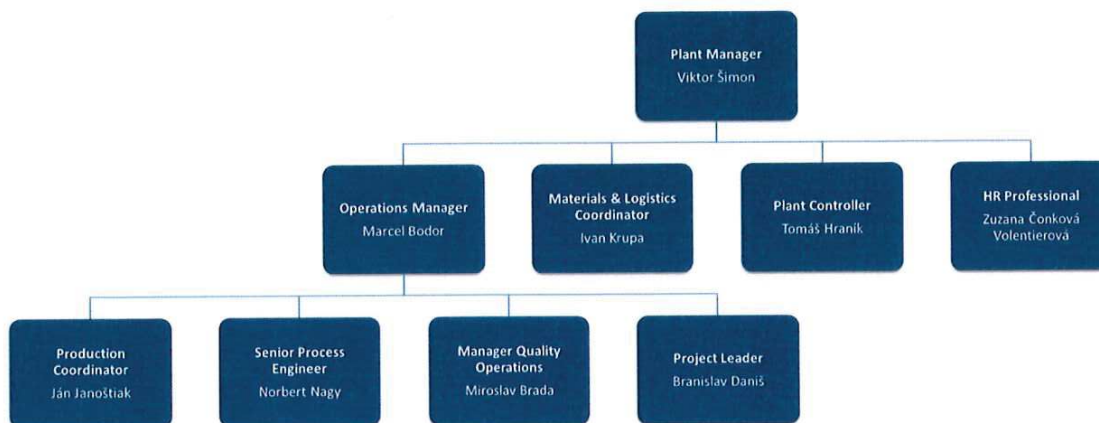 Plant Manager
Viktor Šimon
Operations Manager
Marcel Bodor
Materials & Logistics
Coordinator
Ivan Krupa
Plant Controller
Tomáš Hraník
HR Professional
Zuzana Čonková
Volentierová
Production
Coordinator
Ján Janoštiak
Senior Process
Engineer
Norbert Nagy
Manager Quality
Operations
Miroslav Brada
Project Leader
Branislav Daniš